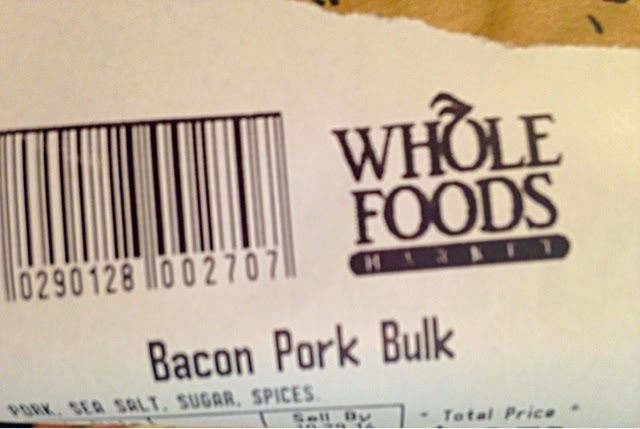 WHOLE
FOODS
MARKET
0290128 002707
Bacon Pork Bulk
PORK, SEA SALT, SUGAR, SPICES.
Sell By
- Total Price -